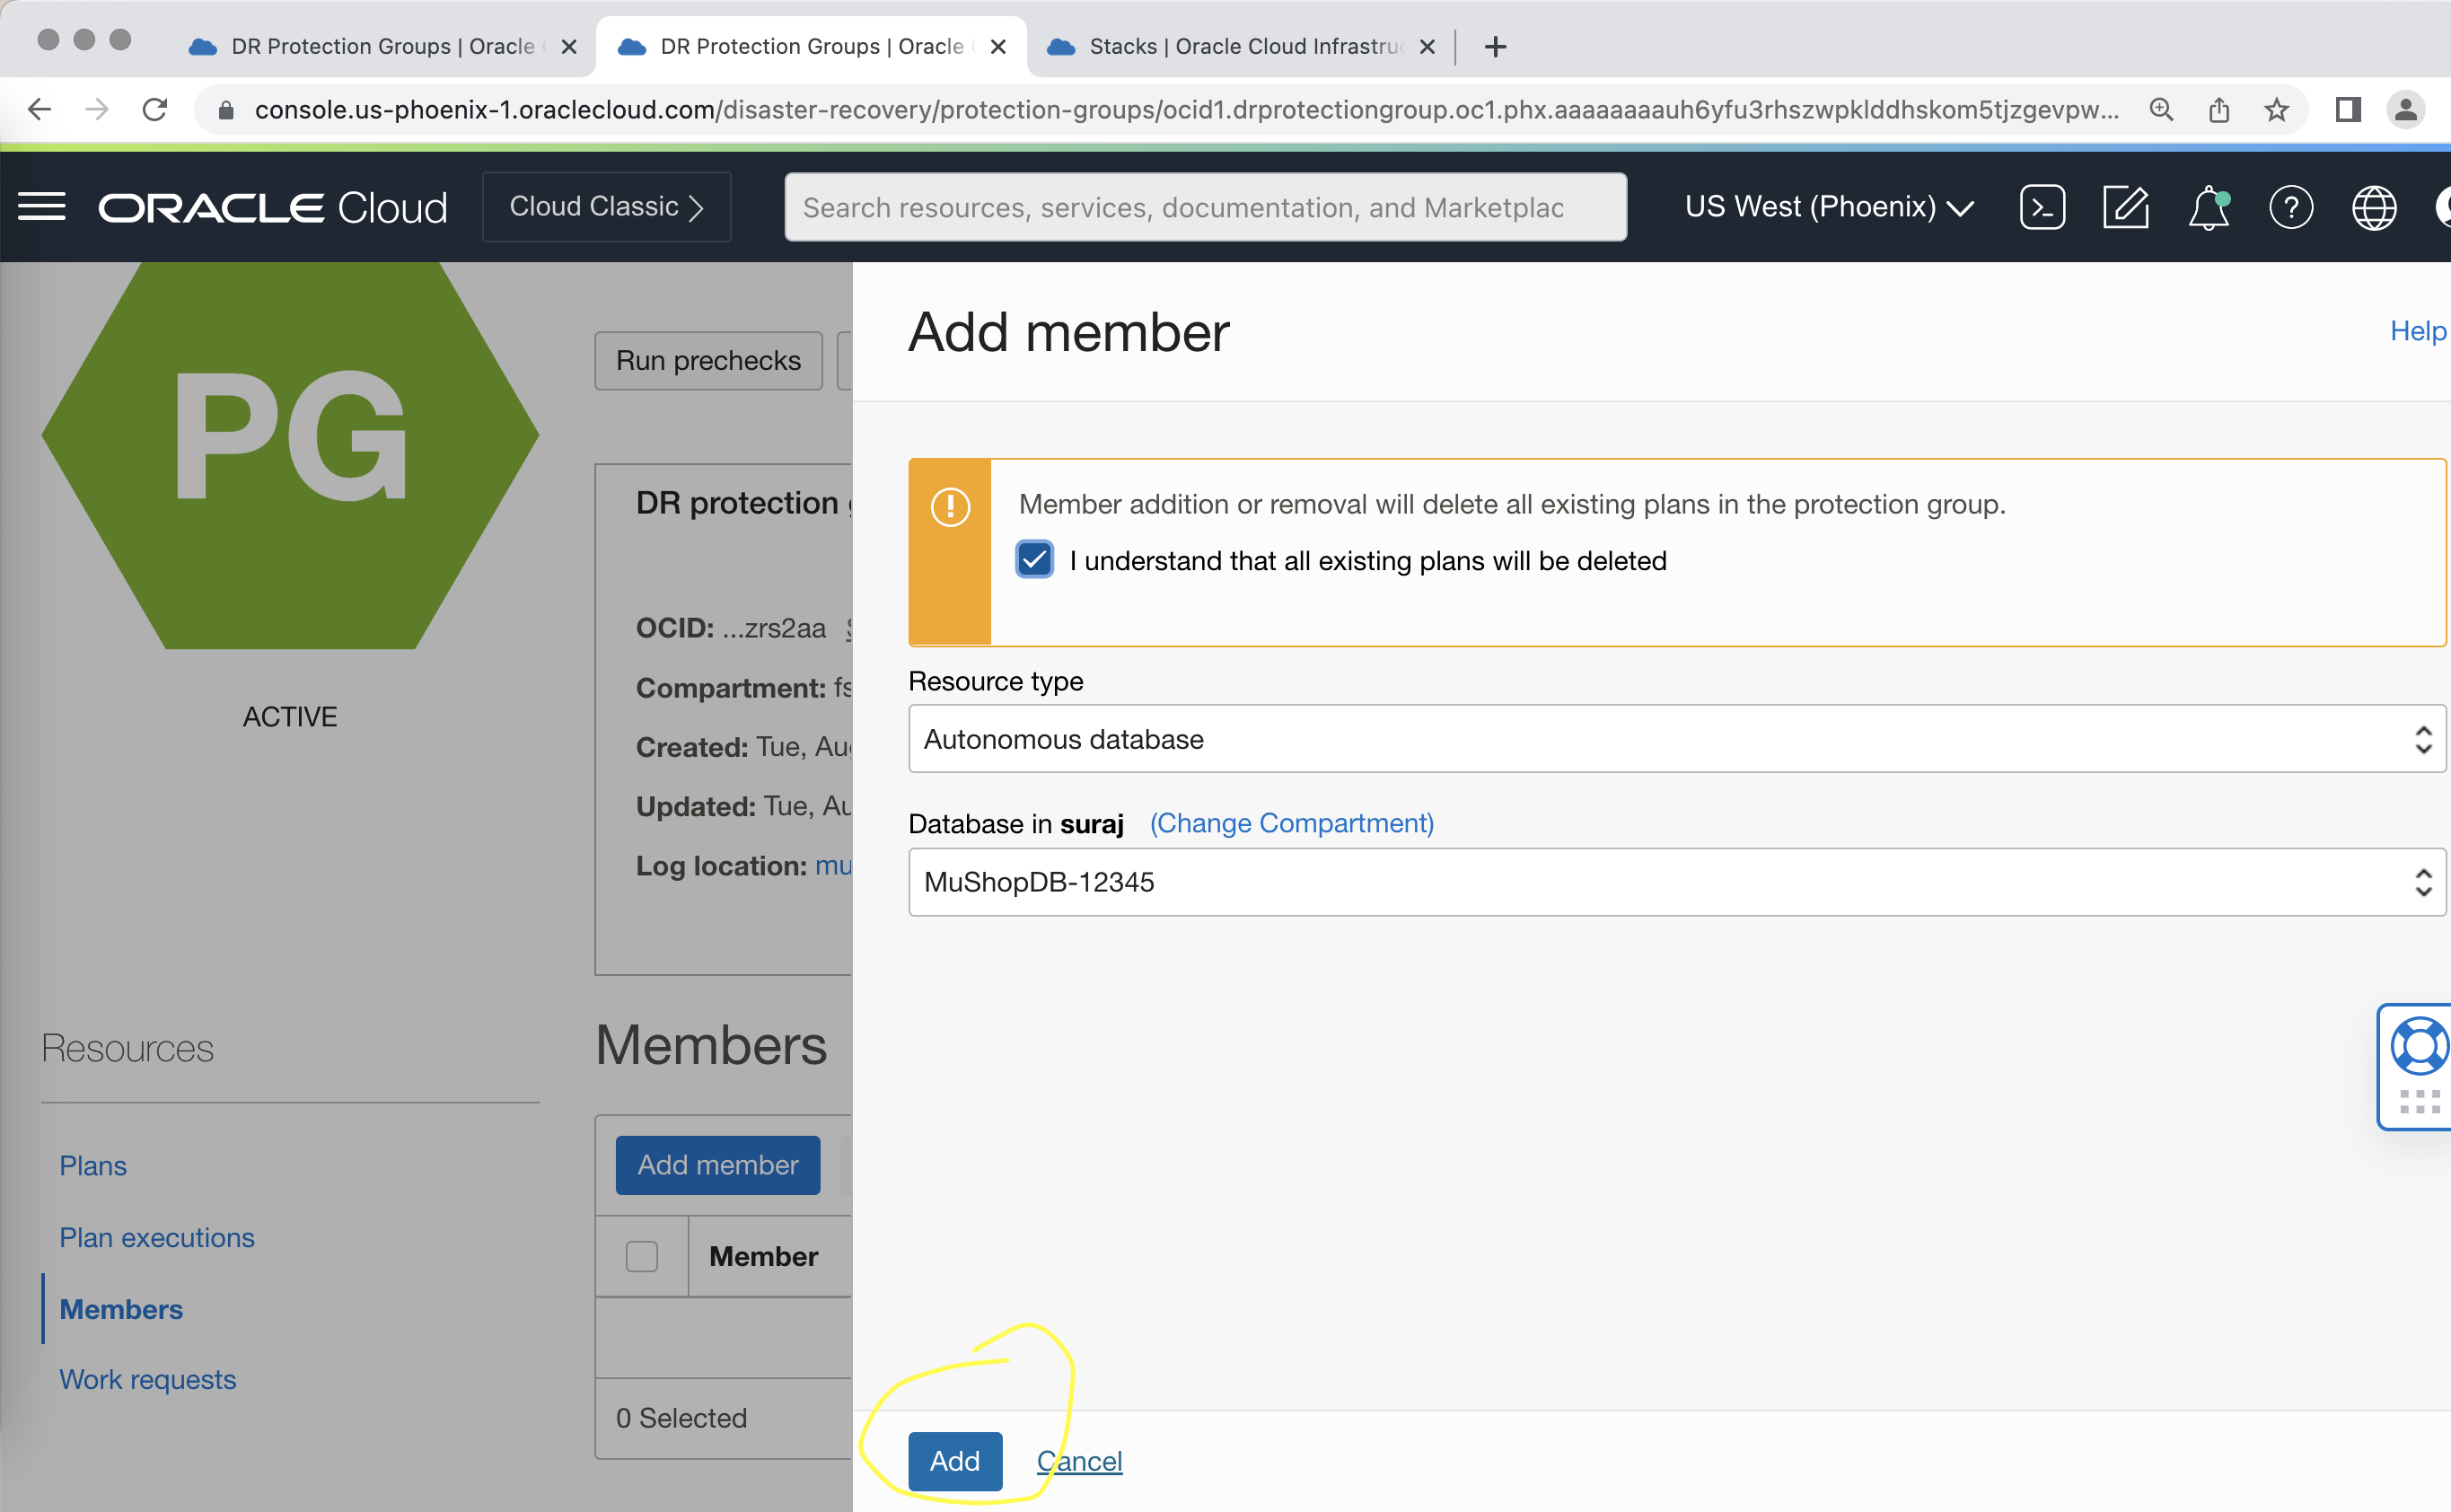 DR Protection Groups | Oracle
DR Protection Groups | Oracle
Stacks | Oracle Cloud Infrastruc
console.us-phoenix-1.oraclecloud.com/disaster-recovery/protection-groups/ocid1.drprotectiongroup.oc1.phx.aaaaaaaauh6yfu3rhszwpklddhskom5tjzgevpw...
ORACLE Cloud
Cloud Classic
Search resources, services, documentation, and Marketplac
US West (Phoenix)
PG
ACTIVE
Run prechecks
DR protection
OCID: ...zrs2aa
Compartment: fs
Created: Tue, Au
Updated: Tue, Au
Log location: mu
Resources
Plans
Plan executions
Members
Work requests
Members
Add member
Member
0 Selected
Add member
Help
Member addition or removal will delete all existing plans in the protection group.
I understand that all existing plans will be deleted
Resource type
Autonomous database
Database in suraj (Change Compartment)
MuShopDB-12345
Add
Cancel